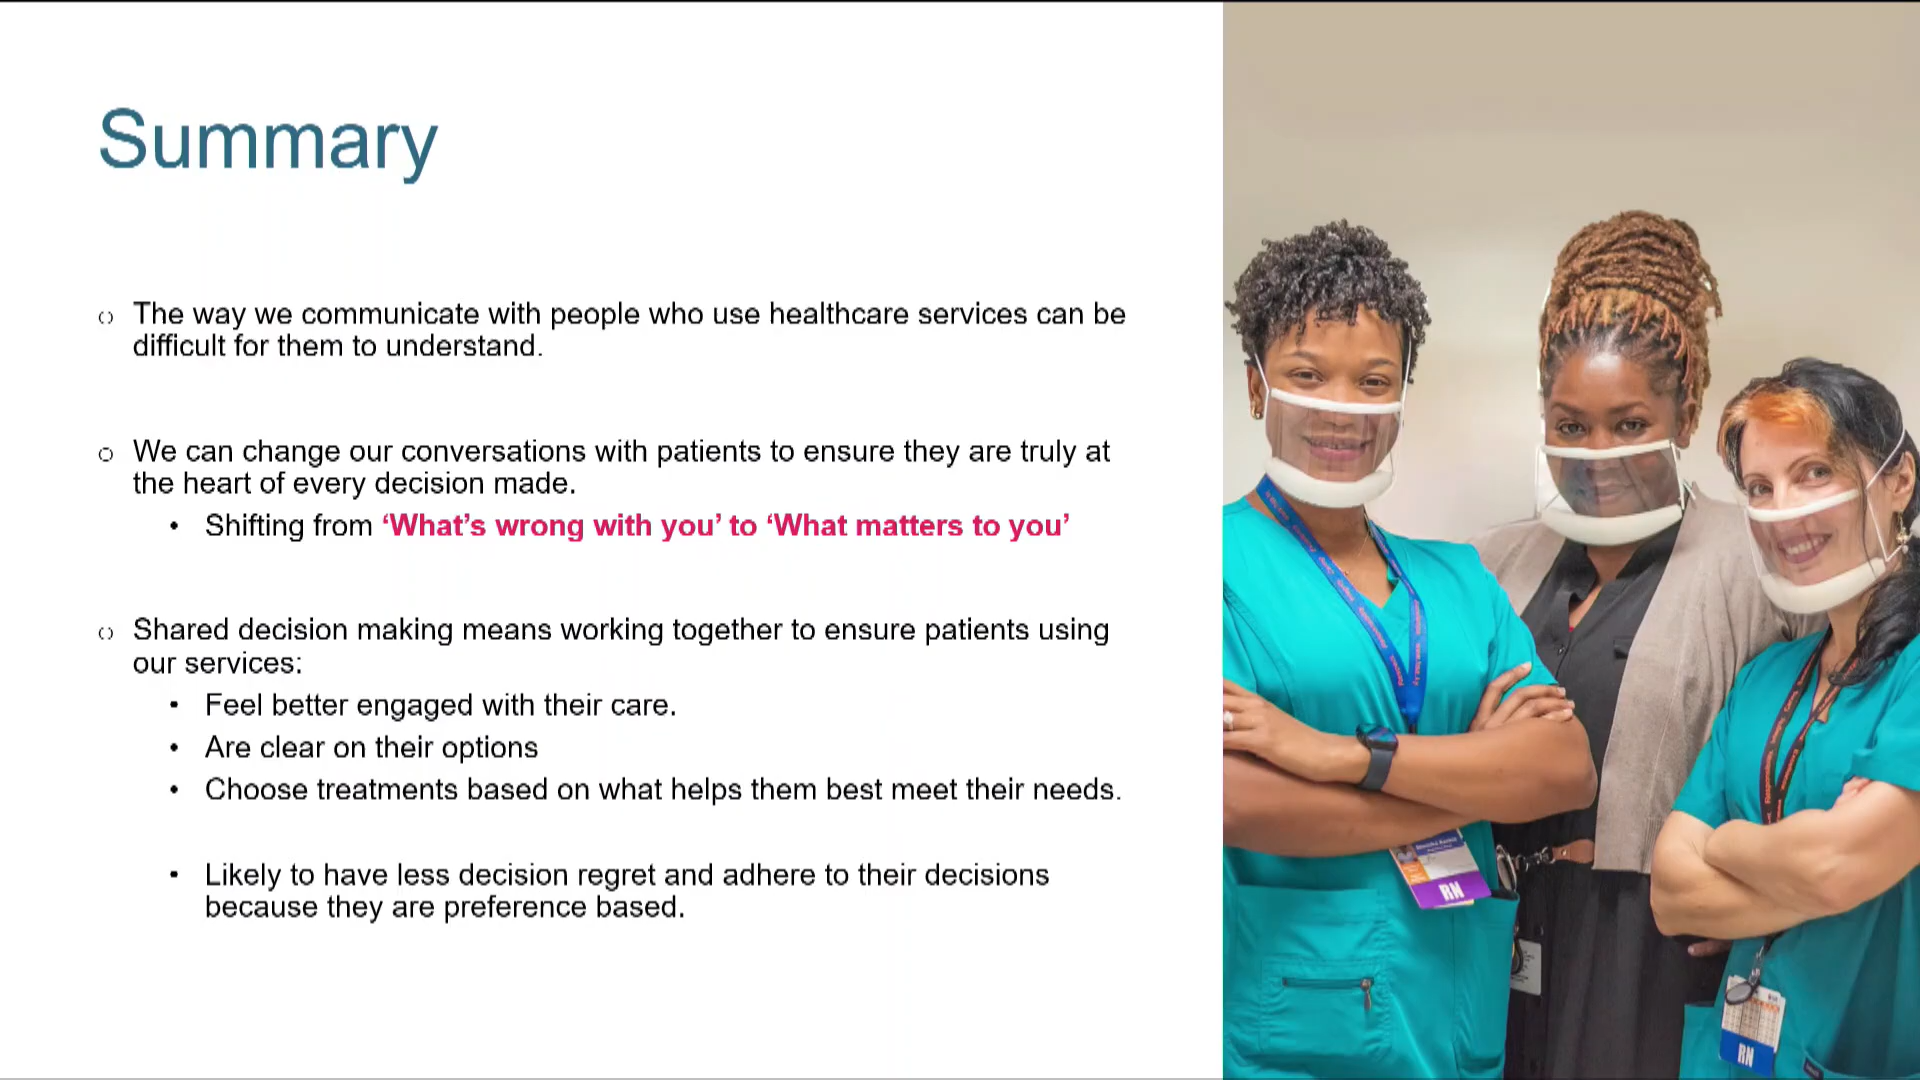 Summary
The way we communicate with people who use healthcare services can be
difficult for them to understand.
We can change our conversations with patients to ensure they are truly at
the heart of every decision made.
• Shifting from ‘What’s wrong with you’ to ‘What matters to you’
Shared decision making means working together to ensure patients using
our services:
• Feel better engaged with their care.
• Are clear on their options
• Choose treatments based on what helps them best meet their needs.
• Likely to have less decision regret and adhere to their decisions
because they are preference based.
RN
RN